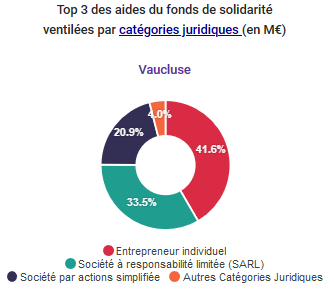 Top 3 des aides du fonds de solidarité
ventilées par catégories juridiques (en M€)
Vaucluse
4.0%
20.9%
41.6%
33.5%
Entrepreneur individuel
Société à responsabilité limitée (SARL)
Société par actions simplifiée Autres Catégories Juridiques